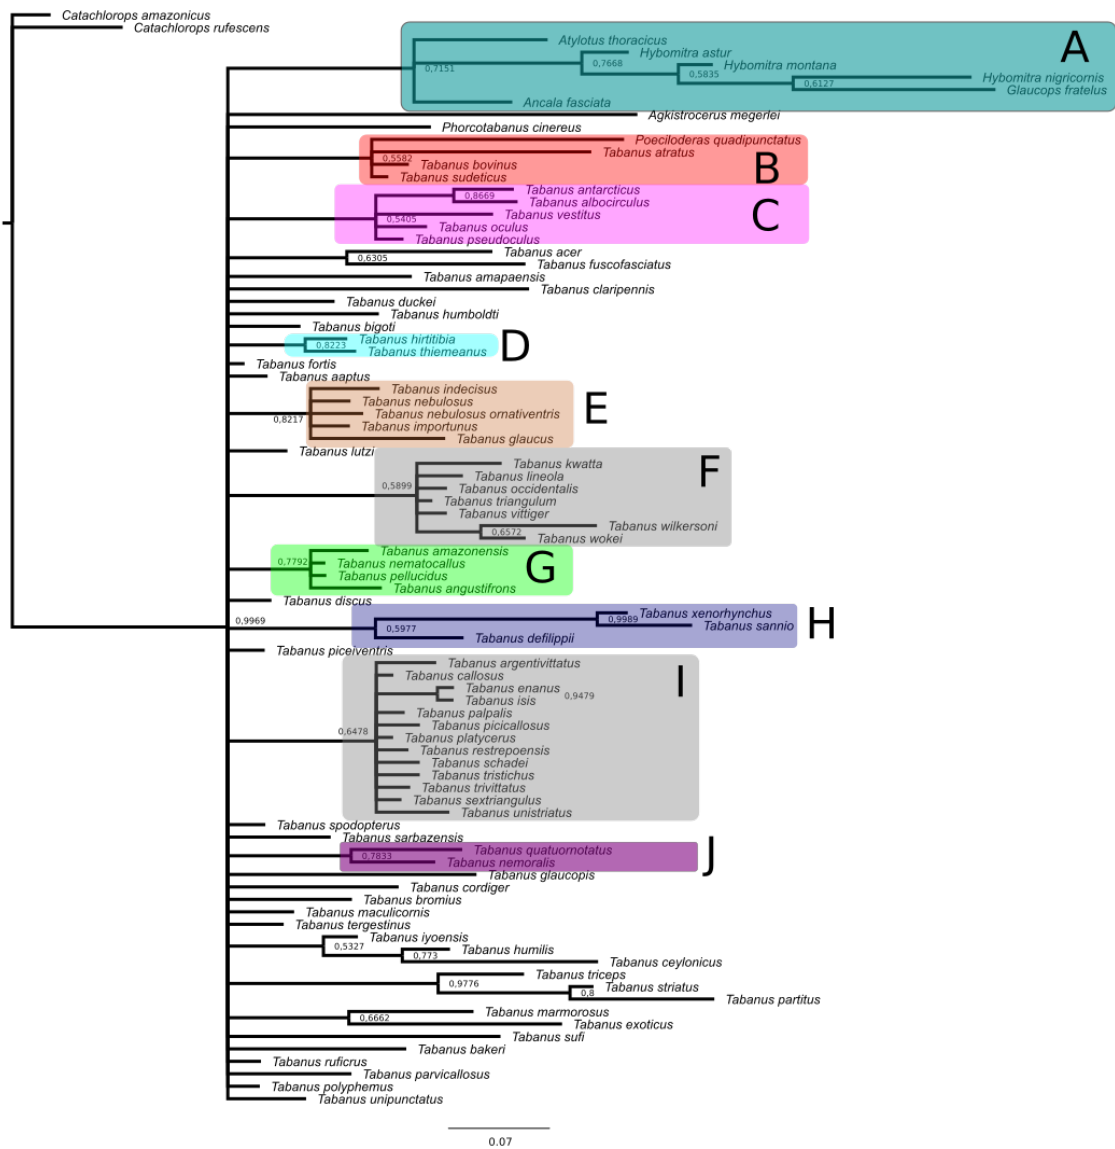 Catachlorops amazonicus
Catachlorops rufescens
A
Atylotus thoracicus
Hybomitra astur
0,7151
0,7668
Hybomitra montana
0,5835
Hybomitra nigricornis
0,6127
Glaucops fratelus
Ancala fasciata
Agkistrocerus megerlei
Phorcotabanus cinereus
Poeciloderas quadipunctatus
Tabanus atratus
0,5582
Tabanus bovinus
B
Tabanus sudeticus
Tabanus antarcticus
0,8669
Tabanus albocirculus
Tabanus vestitus
C
0,5405
Tabanus oculus
Tabanus pseudoculus
Tabanus acer
0,6305
Tabanus fuscofasciatus
Tabanus amapaensis
Tabanus claripennis
Tabanus duckei
Tabanus humboldti
Tabanus bigoti
Tabanus hirtitibia
0,8223
D
Tabanus thiemeanus
Tabanus fortis
Tabanus aaptus
Tabanus indecisus
Tabanus nebulosus
E
Tabanus nebulosus ornativentris
0,8217
Tabanus importunus
Tabanus glaucus
Tabanus lutzi
Tabanus kwatta
F
Tabanus lineola
0,5899
Tabanus occidentalis
Tabanus triangulum
Tabanus vittiger
Tabanus wilkersoni
0,6572
Tabanus wokei
Tabanus amazonensis
0,7792
Tabanus nematocallus
G
Tabanus pellucidus
Tabanus angustifrons
Tabanus discus
Tabanus xenorhynchus
0,9969
0,9989
H
Tabanus sannio
0,5977
Tabanus defilippii
Tabanus piceiventris
Tabanus argentivittatus
Tabanus callosus
I
Tabanus enanus
0,9479
Tabanus isis
Tabanus palpalis
Tabanus picicallosus
0,6478
Tabanus platycerus
Tabanus restrepoensis
Tabanus schadei
Tabanus tristichus
Tabanus trivittatus
Tabanus sextriangulus
Tabanus unistriatus
Tabanus spodopterus
Tabanus sarbazensis
Tabanus quatuornotatus
0,7833
J
Tabanus nemoralis
Tabanus glaucopis
Tabanus cordiger
Tabanus bromius
Tabanus maculicornis
Tabanus tergestinus
Tabanus iyoensis
0,5327
Tabanus humilis
0,773
Tabanus ceylonicus
Tabanus triceps
0,9776
Tabanus striatus
0,8
Tabanus partitus
Tabanus marmorosus
0,6662
Tabanus exoticus
Tabanus sufi
Tabanus bakeri
Tabanus ruficrus
Tabanus parvicallosus
Tabanus polyphemus
Tabanus unipunctatus
0.07